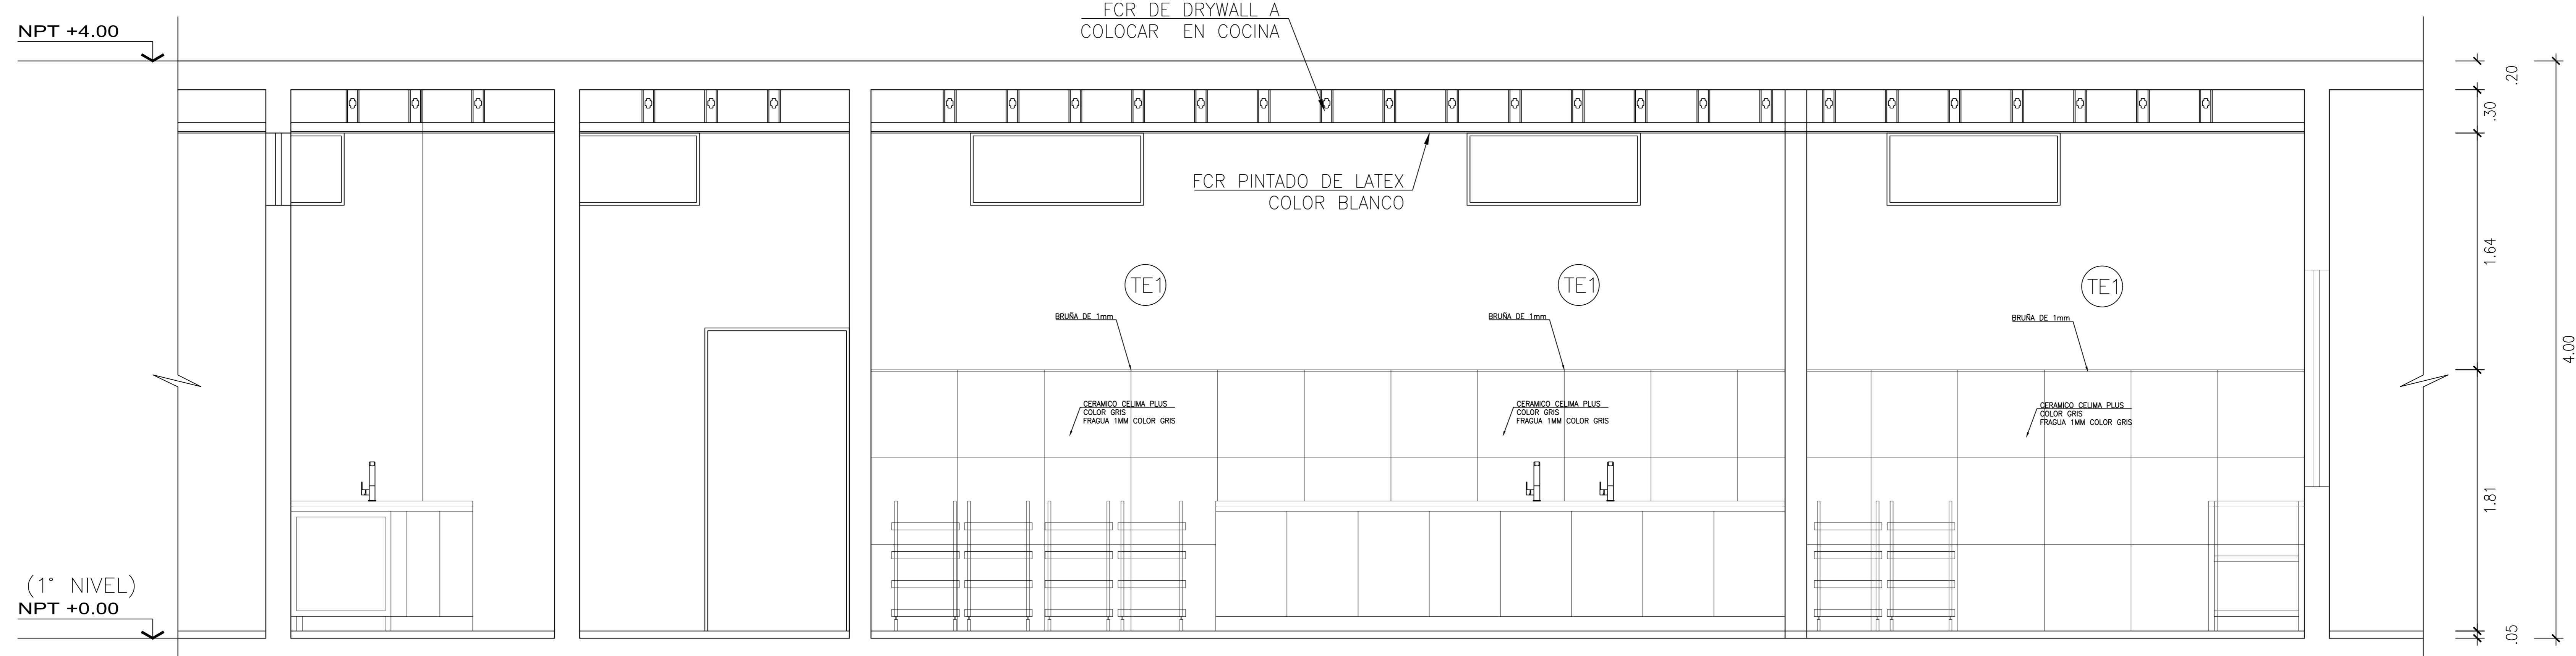 FCR DE DRYWALL A
COLOCAR EN COCINA
NPT +4.00
.20
.30
FCR PINTADO DE LATEX
COLOR BLANCO
1.64
TE1
TE1
TE1
BRUÑA DE 1mm
BRUÑA DE 1mm
BRUÑA DE 1mm
4.00
CERAMICO CELIMA PLUS
COLOR GRIS
FRAGUA 1MM COLOR GRIS
CERAMICO CELIMA PLUS
COLOR GRIS
FRAGUA 1MM COLOR GRIS
CERAMICO CELIMA PLUS
COLOR GRIS
FRAGUA 1MM COLOR GRIS
1.81
(1° NIVEL)
NPT +0.00
.05